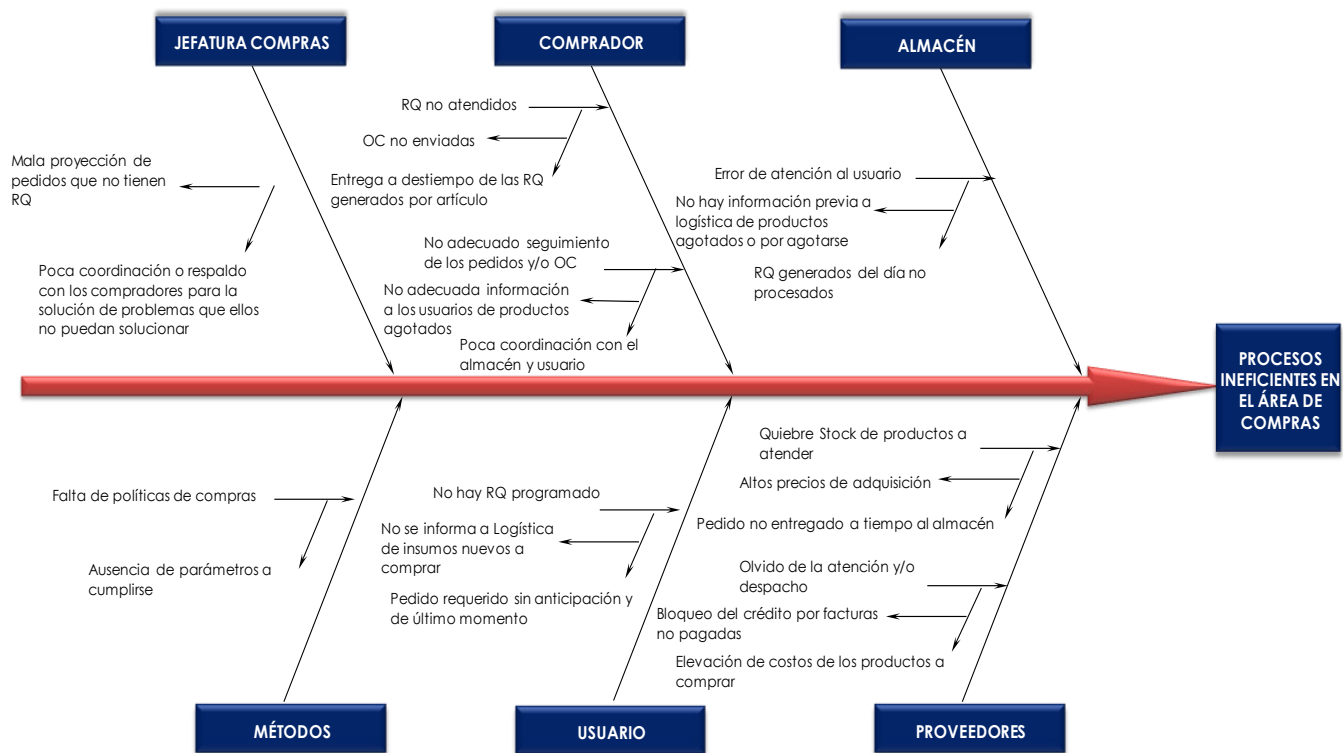 JEFATURA COMPRAS
COMPRADOR
ALMACÉN
Mala proyección de
pedidos que no tienen
RQ
Poca coordinación o respaldo
con los compradores para la
solución de problemas que ellos
no puedan solucionar
RQ no atendidos
OC no enviadas
Entrega a destiempo de las RQ
generados por artículo
No adecuado seguimiento
de los pedidos y/o OC
No adecuada información
a los usuarios de productos
agotados
Poca coordinación con el
almacén y usuario
Error de atención al usuario
No hay información previa a
logística de productos
agotados o por agotarse
RQ generados del día no
procesados
PROCESOS
INEFICIENTES EN
EL ÁREA DE
COMPRAS
Falta de políticas de compras
Ausencia de parámetros a
cumplirse
No hay RQ programado
No se informa a Logística
de insumos nuevos a
comprar
Pedido requerido sin anticipación y
de último momento
Quiebre Stock de productos a
atender
Altos precios de adquisición
Pedido no entregado a tiempo al almacén
Olvido de la atención y/o
despacho
Bloqueo del crédito por facturas
no pagadas
Elevación de costos de los productos a
comprar
MÉTODOS
USUARIO
PROVEEDORES